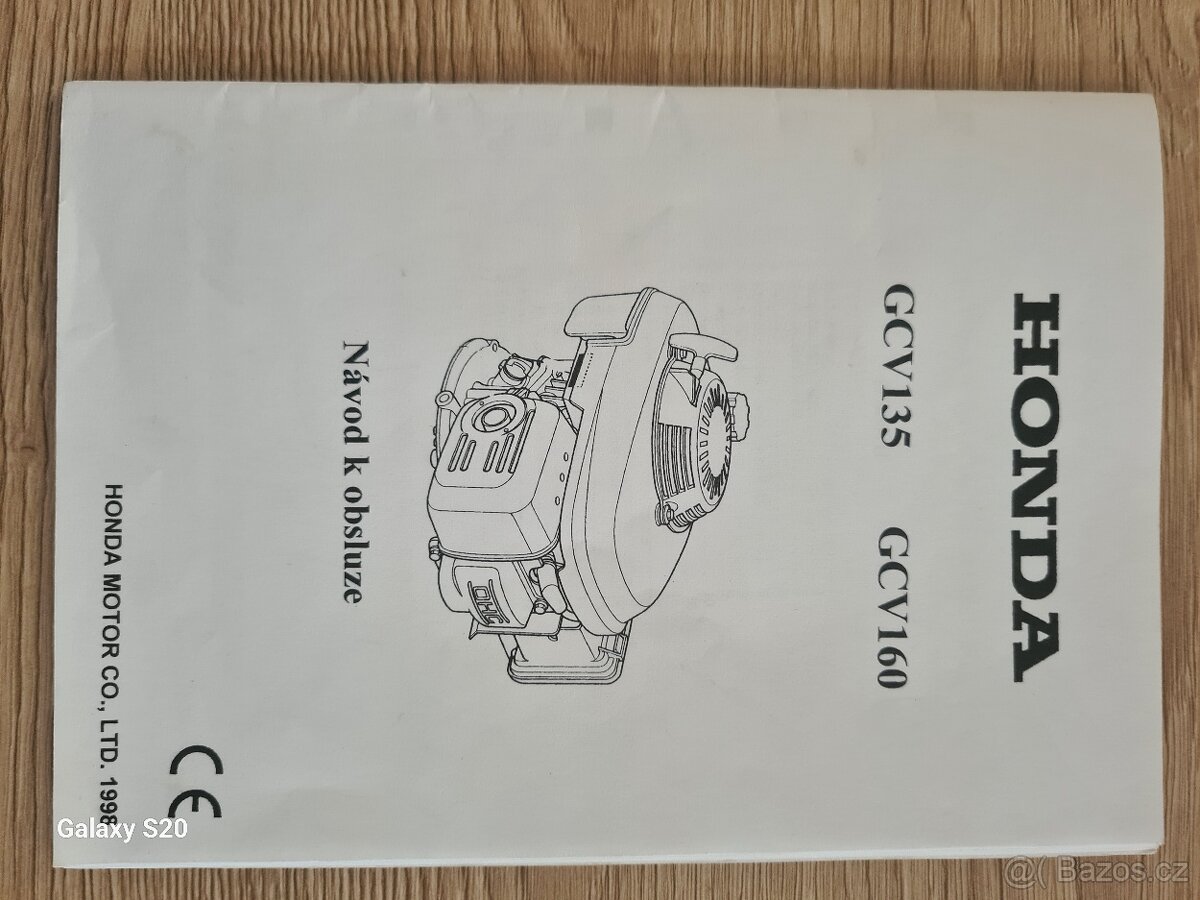 HONDA
GCV135 GCV160
OHC
Návod k obsluze
CE
HONDA MOTOR CO., LTD. 1998
Galaxy S20
@( Bazos.cz